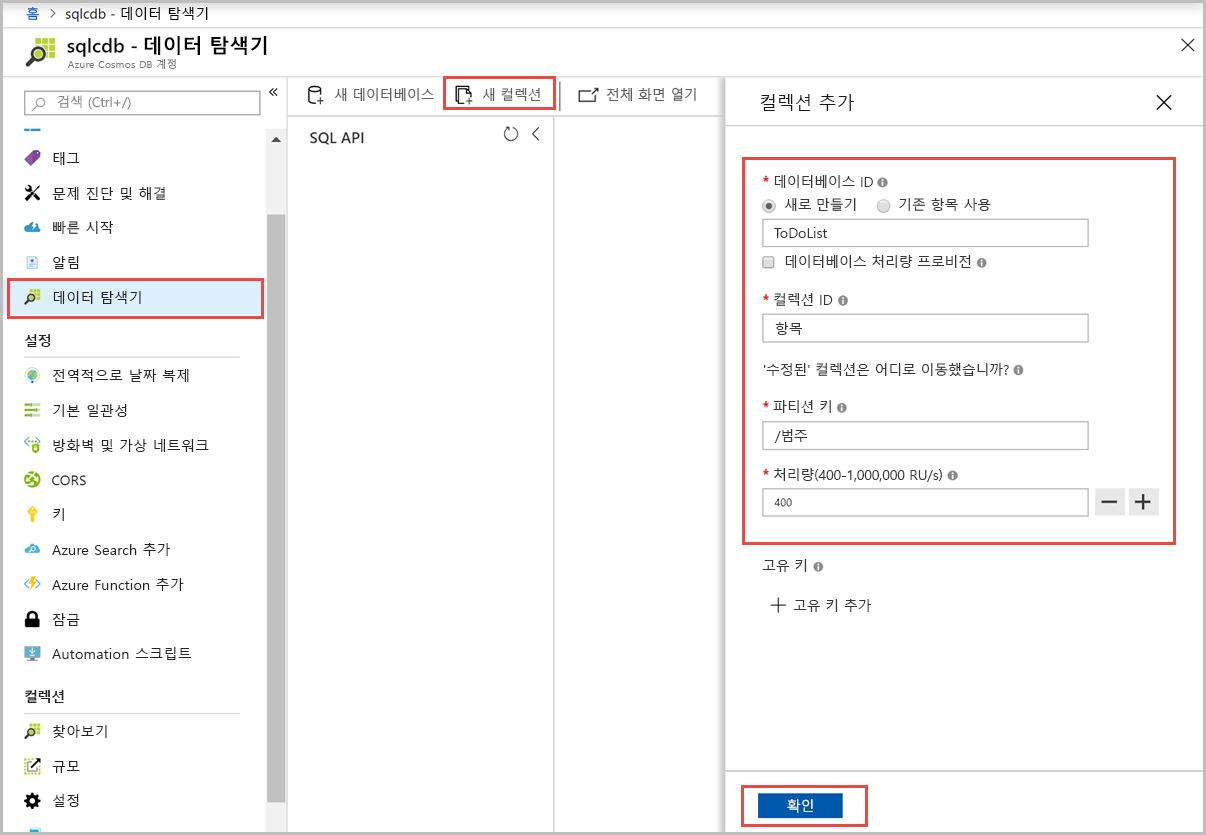 홈 > sqlcdb - 데이터 탐색기
sqlcdb - 데이터 탐색기
Azure Cosmos DB 계정
검색 (Ctrl+/)
태그
문제 진단 및 해결
빠른 시작
알림
데이터 탐색기
설정
전역적으로 날짜 복제
기본 일관성
방화벽 및 가상 네트워크
CORS
키
Azure Search 추가
Azure Function 추가
잠금
Automation 스크립트
컬렉션
찾아보기
규모
설정
새 데이터베이스 새 컬렉션 전체 화면 열기
SQL API
컬렉션 추가
* 데이터베이스 ID
새로 만들기 기존 항목 사용
ToDoList
데이터베이스 처리량 프로비전
* 컬렉션 ID
항목
'수정된' 컬렉션은 어디로 이동했습니까?
* 파티션 키
/범주
* 처리량(400-1,000,000 RU/s)
400
고유 키
고유 키 추가
확인